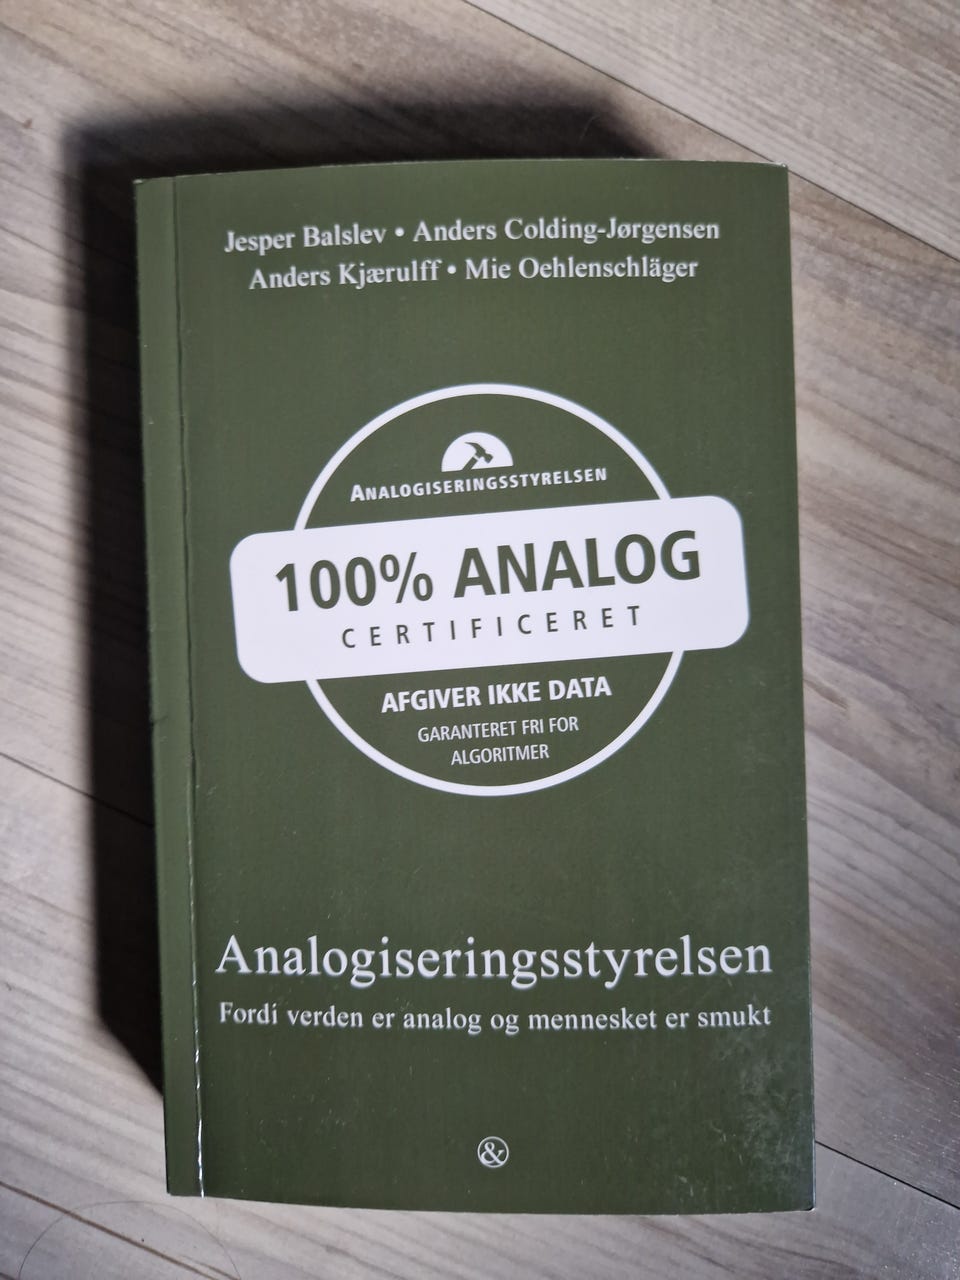 Jesper Balslev • Anders Colding-Jørgensen
Anders Kjærulff • Mie Oehlenschläger
ANALOGISERINGSSTYRELSEN
100% ANALOG
CERTIFICERET
AFGIVER IKKE DATA
GARANTERET FRI FOR
ALGORITMER
Analogiseringsstyrelsen
Fordi verden er analog og mennesket er smukt
&